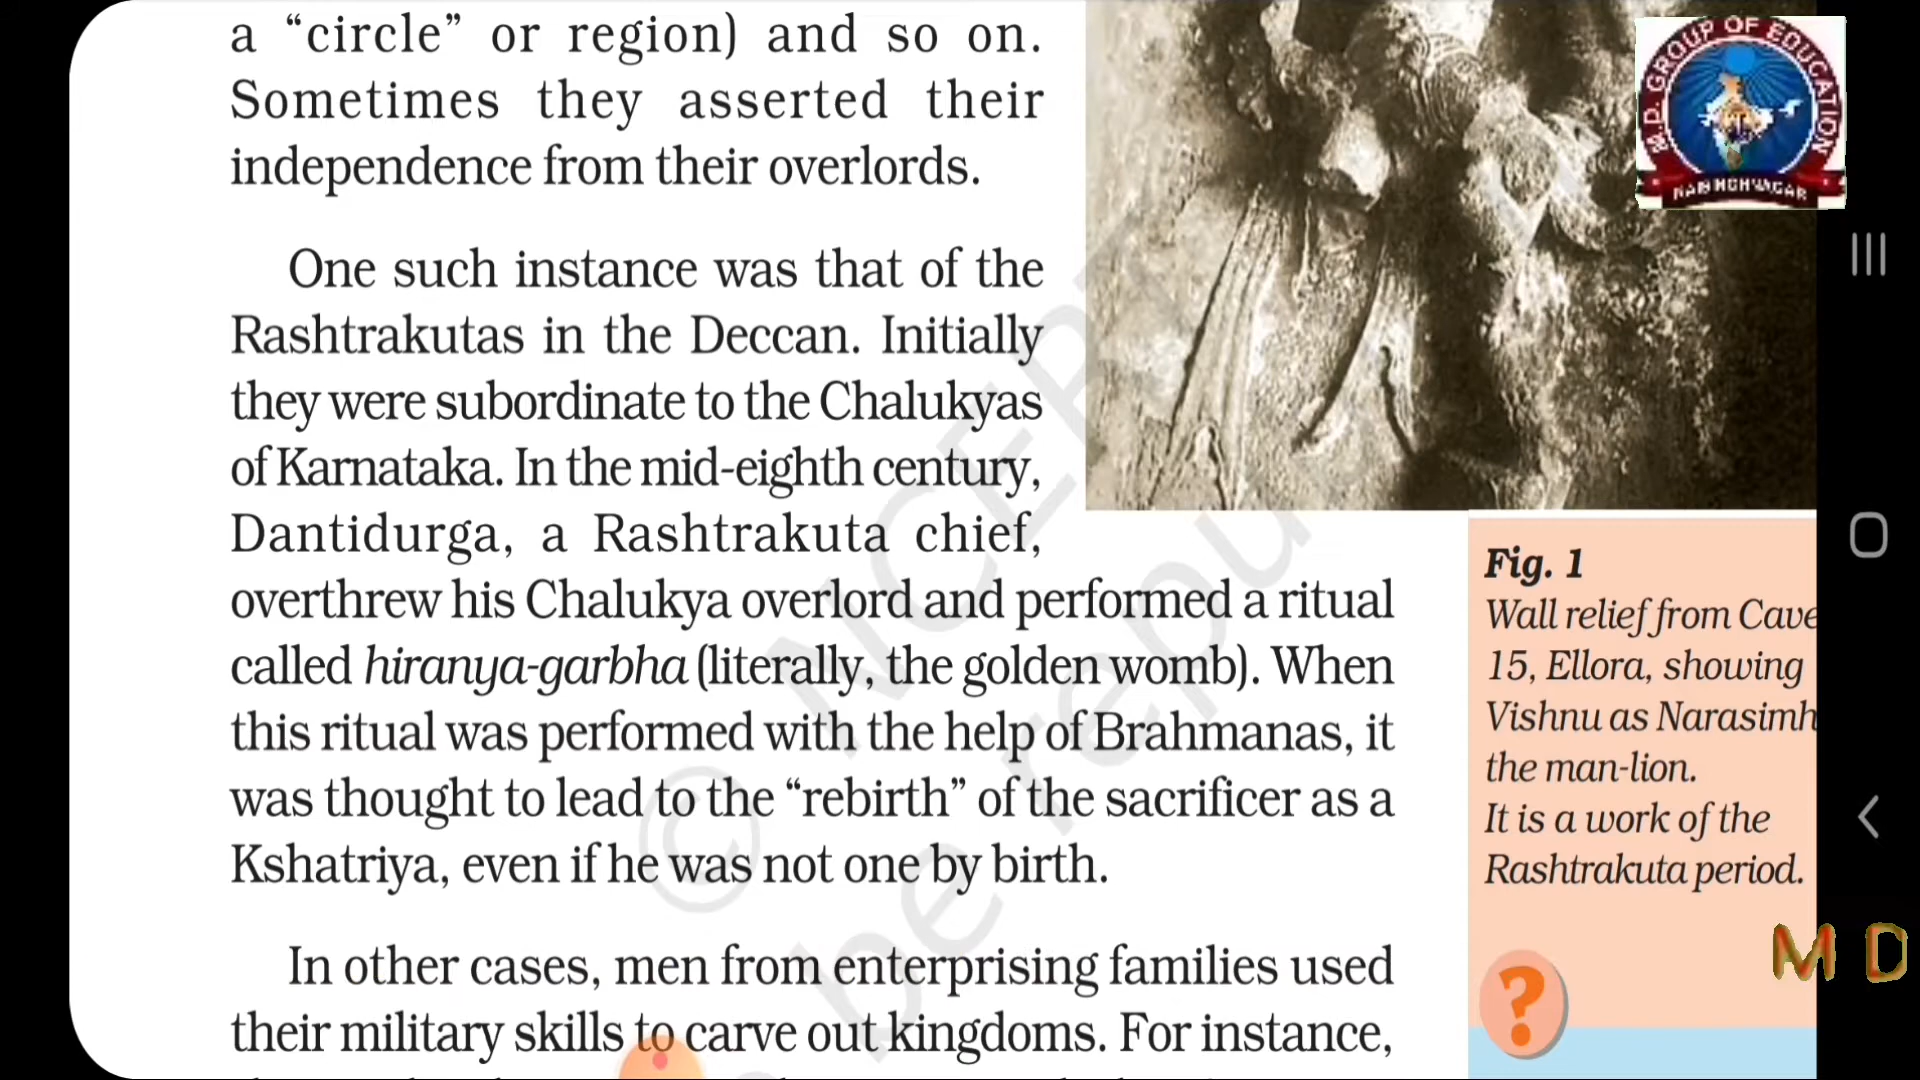 a “circle” or region) and so on.
Sometimes they asserted their
independence from their overlords.
One such instance was that of the
Rashtrakutas in the Deccan. Initially
they were subordinate to the Chalukyas
of Karnataka. In the mid-eighth century,
Dantidurga, a Rashtrakuta chief,
overthrew his Chalukya overlord and performed a ritual
called hiranya-garbha (literally, the golden womb). When
this ritual was performed with the help of Brahmanas, it
was thought to lead to the “rebirth” of the sacrificer as a
Kshatriya, even if he was not one by birth.
In other cases, men from enterprising families used
their military skills to carve out kingdoms. For instance,
Fig. 1
Wall relief from Cave
15, Ellora, showing
Vishnu as Narasimh
the man-lion.
It is a work of the
Rashtrakuta period.
?
M.D. GROUP OF EDUCATION
M D
© NCER
be repu